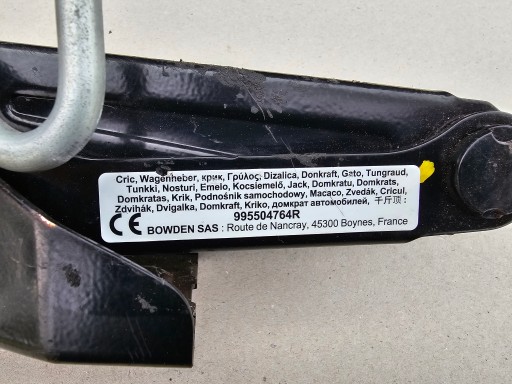 Cric, Wagenheber, крик, Γρύλος, Dizalica, Donkraft, Gato, Tungraud,
Tunkki, Nosturi, Emelo, Kocsiemelő, Jack, Domkratu, Domkrats,
Domkratas, Krik, Podnośnik samochodowy, Macaco, Zvedák, Cricul,
Zdvihák, Dvigalka, Domkraft, Kriko, домкрат автомобилей, 千斤顶 :
995504764R
CE BOWDEN SAS : Route de Nancray, 45300 Boynes, France